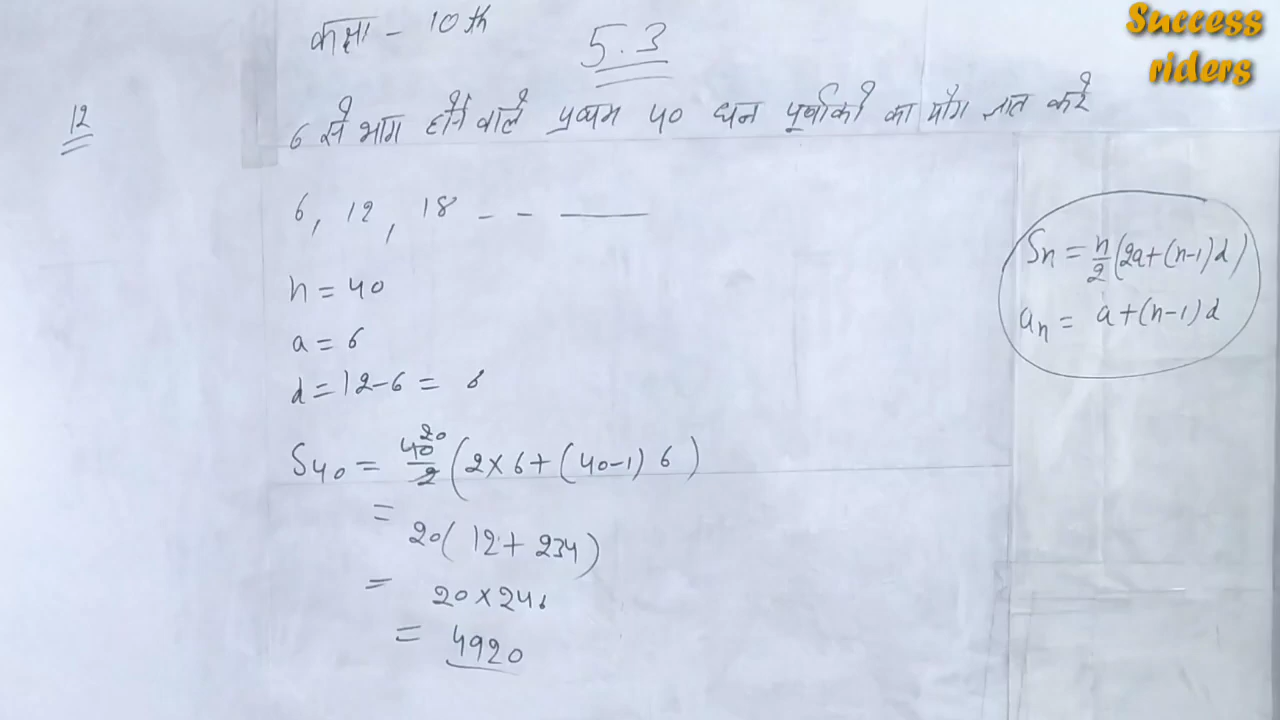 कक्षा - 10th
5.3
Success
riders
12
6 से भाग होने वाले प्रथम 40 धन पूर्णांकों का योग ज्ञात करें
6, 12, 18 - - ———
n = 40
a = 6
d = 12-6 = 6
Sn = n/2 (2a+(n-1)d)
an = a+(n-1)d
S40 = 40/2 20 (2×6+(40-1) 6)
= 20( 12 + 234)
= 20×246
= 4920